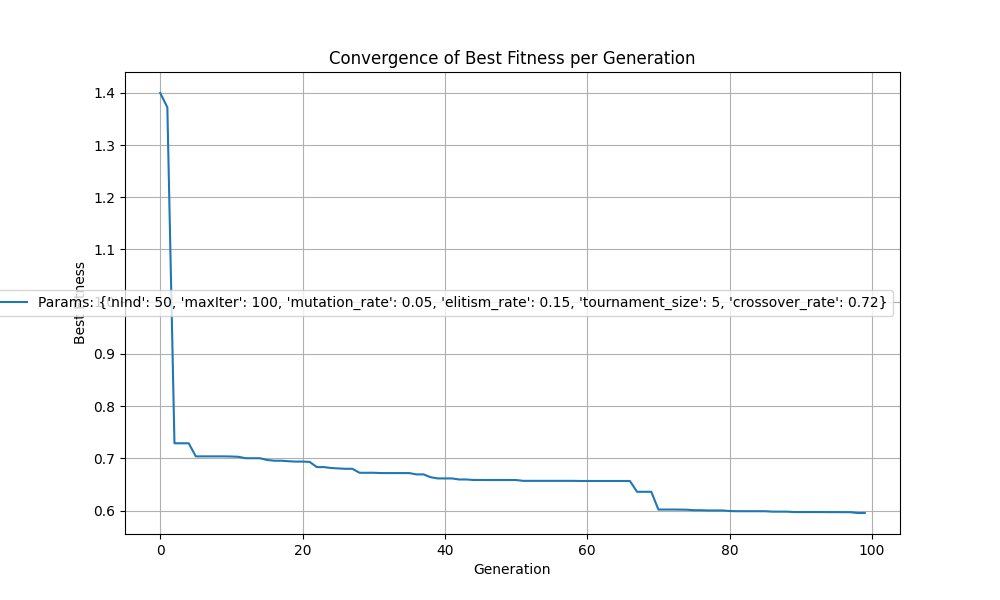 Convergence of Best Fitness per Generation
1.4
1.3
1.2
1.1
Params: {'nInd': 50, 'maxIter': 100, 'mutation_rate': 0.05, 'elitism_rate': 0.15, 'tournament_size': 5, 'crossover_rate': 0.72}
Best Fitness
0.9
0.8
0.7
0.6
0 20 40 60 80 100
Generation